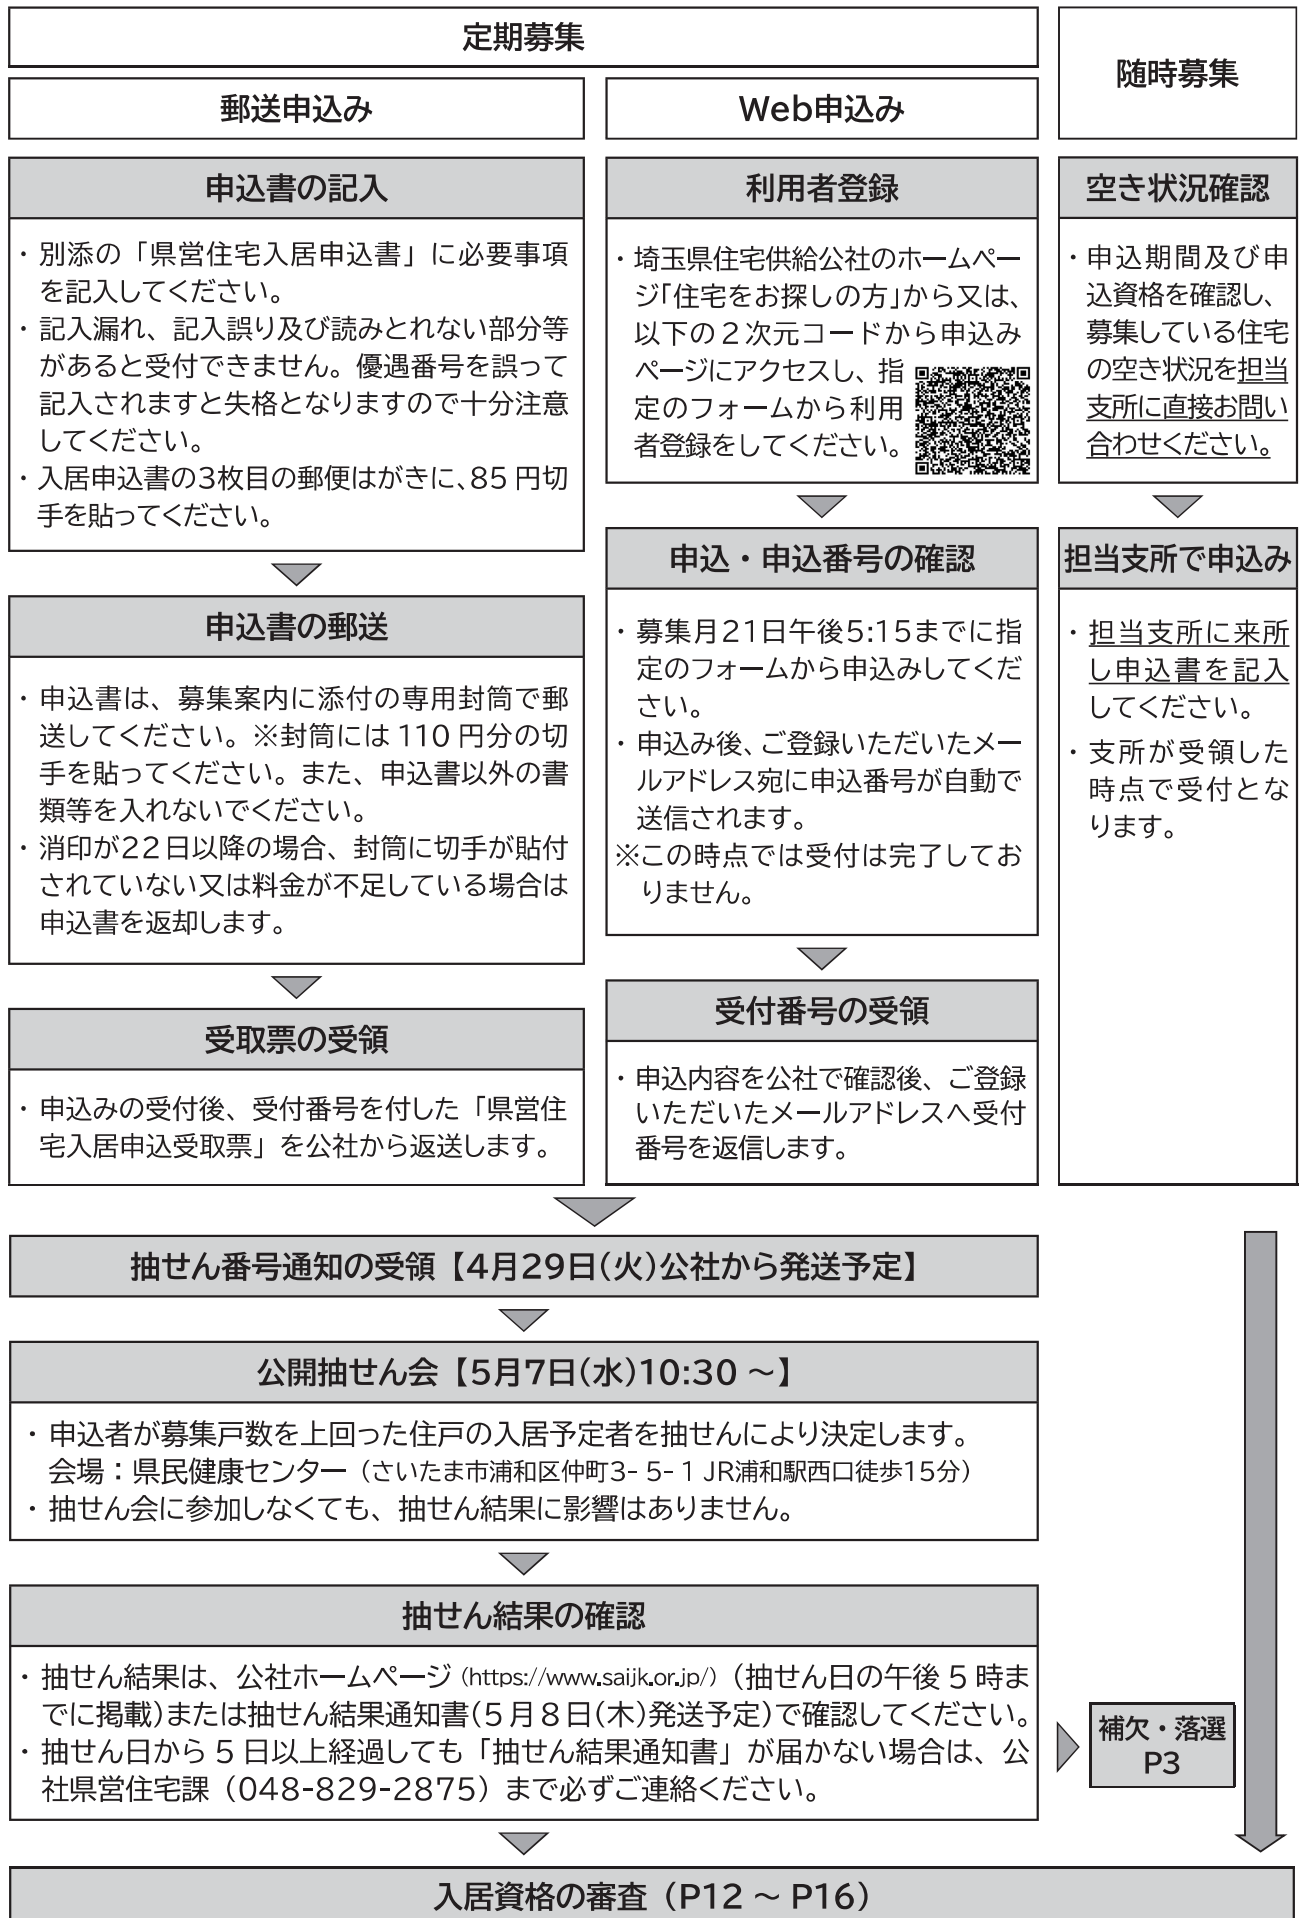 定期募集
郵送申込み
申込書の記入
・別添の「県営住宅入居申込書」に必要事項
を記入してください。
・記入漏れ、記入誤り及び読みとれない部分等
があると受付できません。優遇番号を誤って
記入されますと失格となりますので十分注意
してください。
・入居申込書の3枚目の郵便はがきに、85円切
手を貼ってください。
申込書の郵送
・申込書は、募集案内に添付の専用封筒で郵
送してください。※封筒には110円分の切
手を貼ってください。また、申込書以外の書
類等を入れないでください。
・消印が22日以降の場合、封筒に切手が貼付
されていない又は料金が不足している場合は
申込書を返却します。
受取票の受領
・申込みの受付後、受付番号を付した「県営住
宅入居申込受取票」を公社から返送します。
Web申込み
利用者登録
・埼玉県住宅供給公社のホームペー
ジ「住宅をお探しの方」から又は、
以下の2次元コードから申込み
ページにアクセスし、指
定のフォームから利用
者登録をしてください。
申込・申込番号の確認
・募集月21日午後5:15までに指
定のフォームから申込みしてくだ
さい。
・申込み後、ご登録いただいたメー
ルアドレス宛に申込番号が自動で
送信されます。
※この時点では受付は完了してお
りません。
受付番号の受領
・申込内容を公社で確認後、ご登録
いただいたメールアドレスへ受付
番号を返信します。
随時募集
空き状況確認
・申込期間及び申
込資格を確認し、
募集している住宅
の空き状況を担当
支所に直接お問い
合わせください。
担当支所で申込み
・担当支所に来所
し申込書を記入
してください。
・支所が受領した
時点で受付とな
ります。
抽せん番号通知の受領【4月29日(火)公社から発送予定】
公開抽せん会【5月7日(水)10:30～】
・申込者が募集戸数を上回った住戸の入居予定者を抽せんにより決定します。
会場：県民健康センター（さいたま市浦和区仲町3-5-1 JR浦和駅西口徒歩15分）
・抽せん会に参加しなくても、抽せん結果に影響はありません。
抽せん結果の確認
・抽せん結果は、公社ホームページ（https://www.saijk.or.jp/）（抽せん日の午後5時ま
でに掲載)または抽せん結果通知書(5月8日(木)発送予定)で確認してください。
・抽せん日から5日以上経過しても「抽せん結果通知書」が届かない場合は、公
社県営住宅課（048-829-2875）まで必ずご連絡ください。
補欠・落選
P3
入居資格の審査（P12～P16）